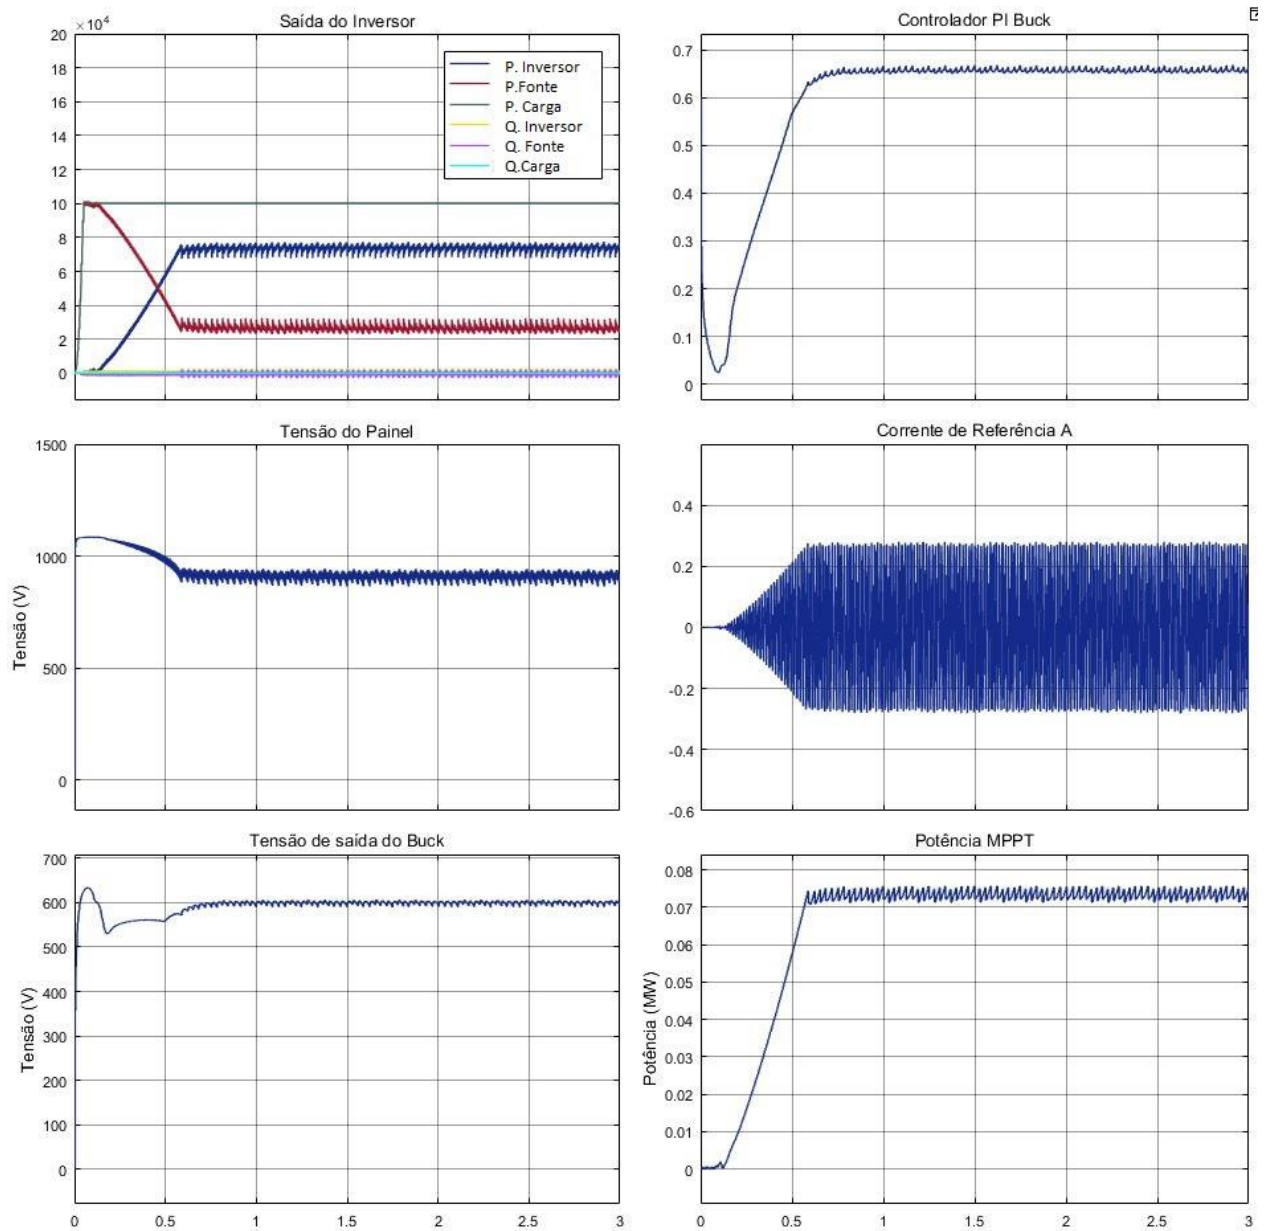 Saída do Inversor
×10⁴
20
18
16
14
12
10
8
6
4
2
0
P. Inversor
P.Fonte
P. Carga
Q. Inversor
Q. Fonte
Q.Carga
Controlador PI Buck
0.7
0.6
0.5
0.4
0.3
0.2
0.1
0
Tensão do Painel
Tensão (V)
1500
1000
500
0
Corrente de Referência A
0.4
0.2
0
-0.2
-0.4
-0.6
Tensão de saída do Buck
Tensão (V)
700
600
500
400
300
200
100
0
0 0.5 1 1.5 2 2.5 3
Potência MPPT
Potência (MW)
0.08
0.07
0.06
0.05
0.04
0.03
0.02
0.01
0
0 0.5 1 1.5 2 2.5 3